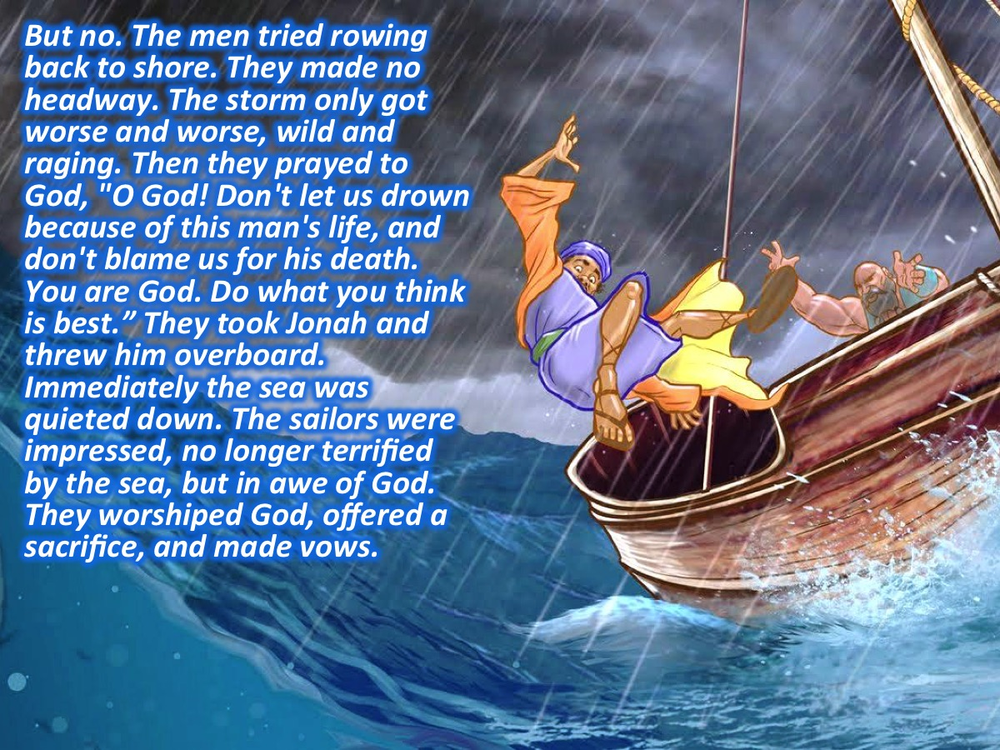 But no. The men tried rowing
back to shore. They made no
headway. The storm only got
worse and worse, wild and
raging. Then they prayed to
God, "O God! Don't let us drown
because of this man's life, and
don't blame us for his death.
You are God. Do what you think
is best.” They took Jonah and
threw him overboard.
Immediately the sea was
quieted down. The sailors were
impressed, no longer terrified
by the sea, but in awe of God.
They worshiped God, offered a
sacrifice, and made vows.